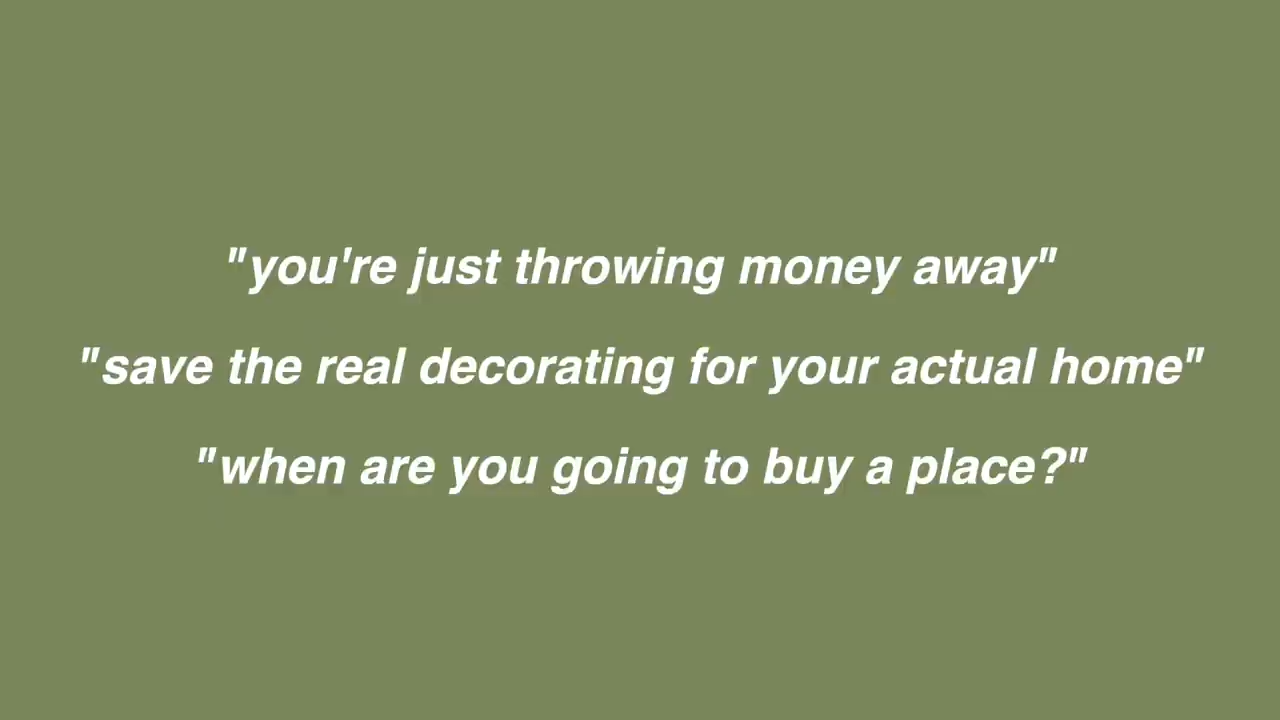 "you're just throwing money away"
"save the real decorating for your actual home"
"when are you going to buy a place?"